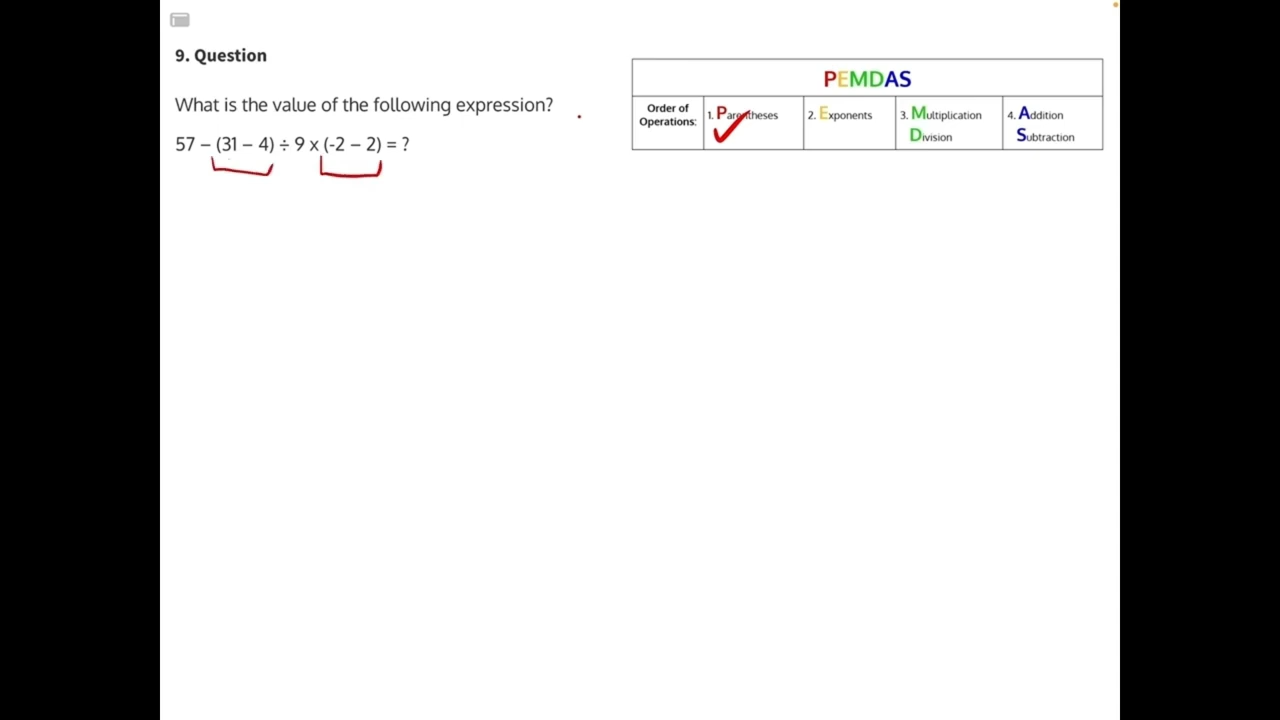 9. Question
What is the value of the following expression?
57 – (31 – 4) ÷ 9 x (-2 – 2) = ?
PEMDAS
Order of Operations:
1. Parentheses
2. Exponents
3. Multiplication
Division
4. Addition
Subtraction